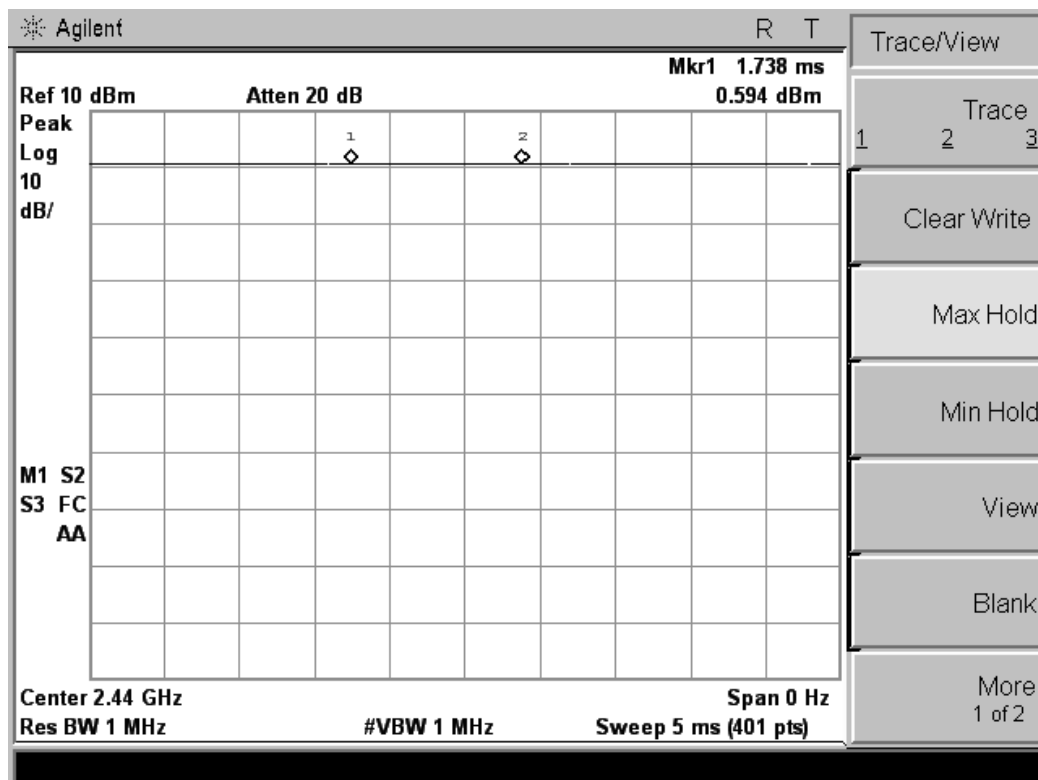 Agilent R T
Mkr1 1.738 ms
Ref 10 dBm Atten 20 dB 0.594 dBm
Peak
Log
10
dB/
1 2
M1 S2
S3 FC
AA
Center 2.44 GHz Span 0 Hz
Res BW 1 MHz #VBW 1 MHz Sweep 5 ms (401 pts)
Trace/View
Trace
1 2 3
Clear Write
Max Hold
Min Hold
View
Blank
More
1 of 2